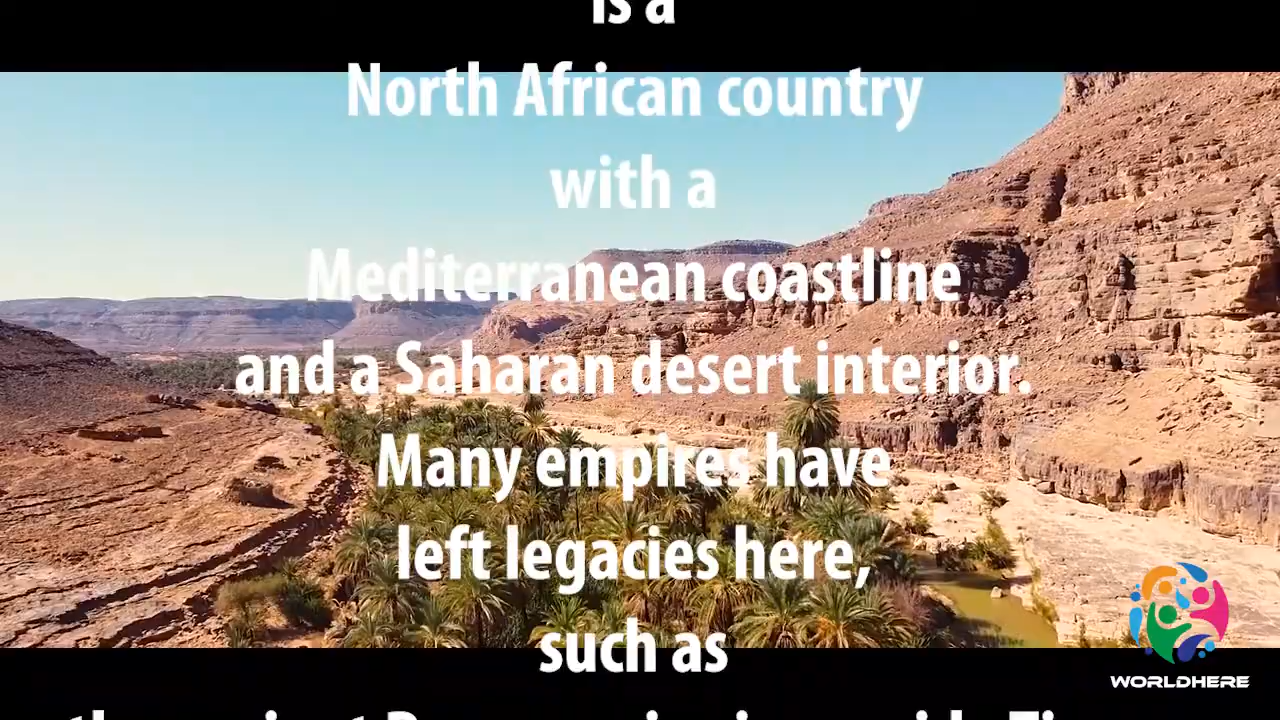 is a
North African country
with a
Mediterranean coastline
and a Saharan desert interior.
Many empires have
left legacies here,
such as
WORLDHERE